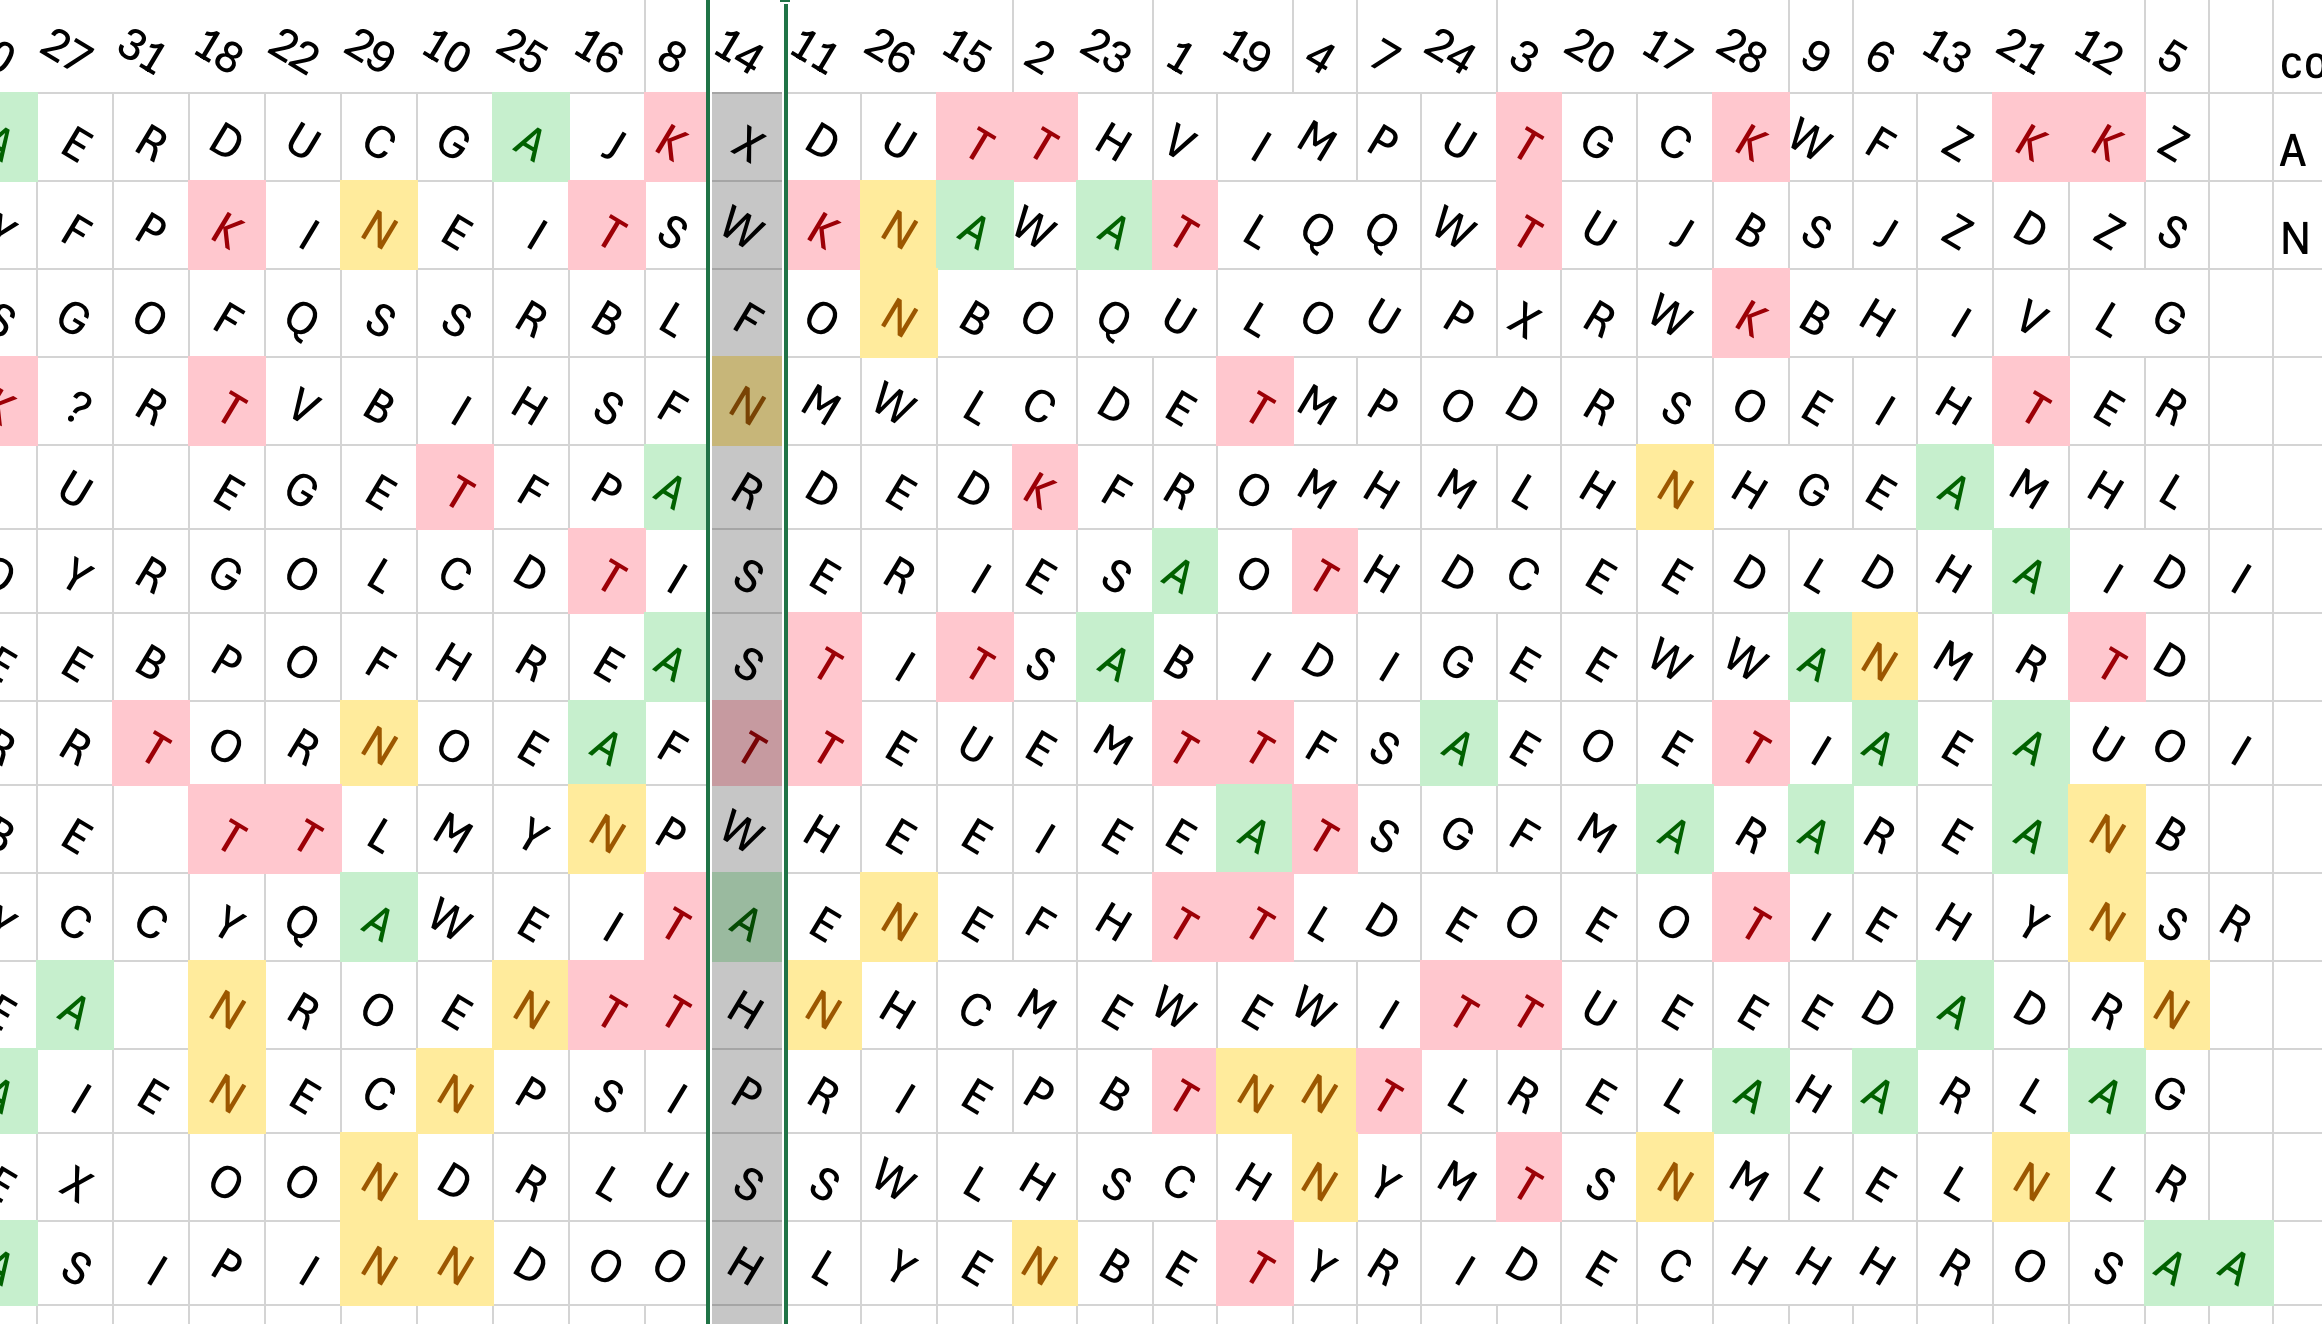 0 27 31 18 22 29 10 25 16 8 14 11 26 15 2 23 1 19 4 7 24 3 20 17 28 9 6 13 21 12 5 co
A E R D U C G A J K X D U T T H V I M P U T G C K W F Z K K Z A
Y F P K I N E I T S W K N A W A T L Q Q W T U J B S J Z D Z S N
S G O F Q S S R B L F O N B O Q U L O U P X R W K B H I V L G
K ? R T V B I H S F N M W L C D E T M P O D R S O E I H T E R
U E G E T F P A R D E D K F R O M H M L H N H G E A M H L
O Y R G O L C D T I S E R I E S A O T H D C E E D L D H A I D I
E E B P O F H R E A S T I T S A B I D I G E E W W A N M R T D
R R T O R N O E A F T T E U E M T T F S A E O E T I A E A U O I
B E T T L M Y N P W H E E I E E A T S G F M A R A R E A N B
Y C C Y Q A W E I T A E N E F H T T L D E O E O T I E H Y N S R
E A N R O E N T T H N H C M E W E W I T T U E E E D A D R N
A I E N E C N P S I P R I E P B T N N T L R E L A H A R L A G
E X O O N D R L U S S W L H S C H N Y M T S N M L E L N L R
A S I P I N N D O O H L Y E N B E T Y R I D E C H H H R O S A A